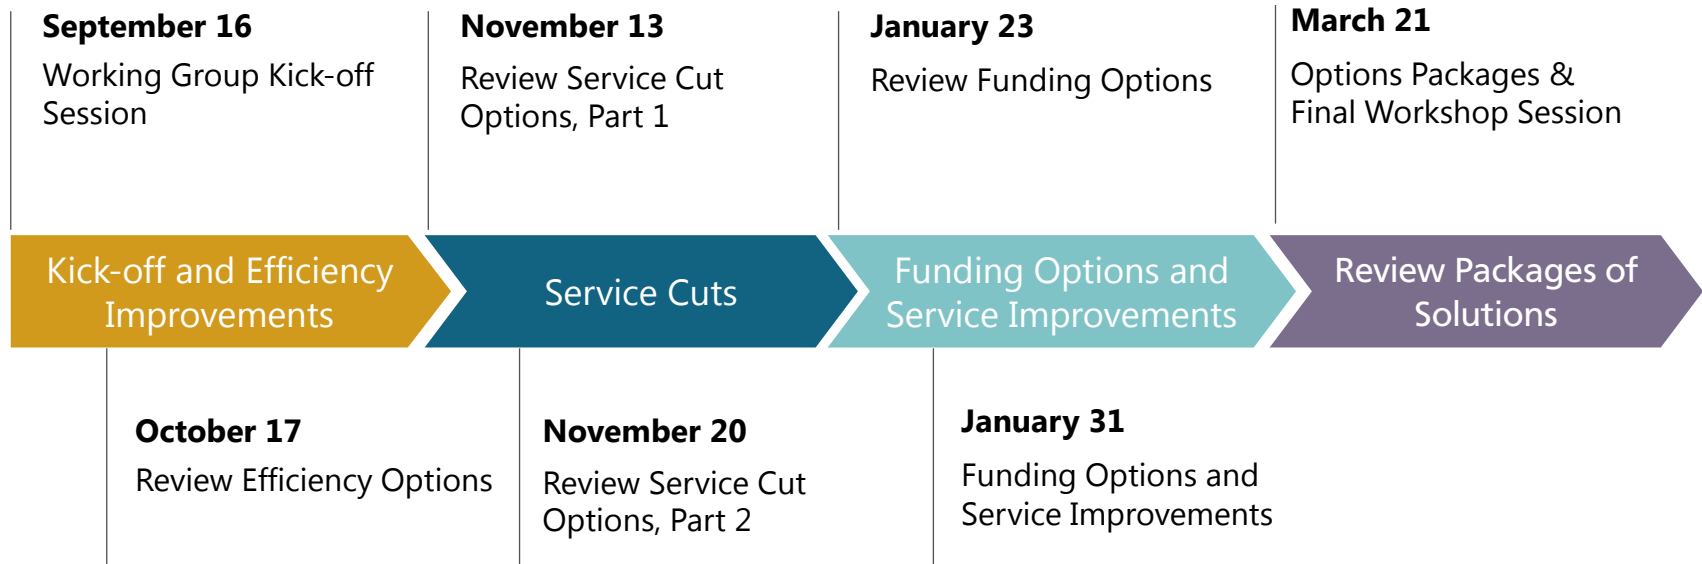 September 16
Working Group Kick-off
Session
November 13
Review Service Cut
Options, Part 1
January 23
Review Funding Options
March 21
Options Packages &
Final Workshop Session
Kick-off and Efficiency
Improvements
Service Cuts
Funding Options and
Service Improvements
Review Packages of
Solutions
October 17
Review Efficiency Options
November 20
Review Service Cut
Options, Part 2
January 31
Funding Options and
Service Improvements